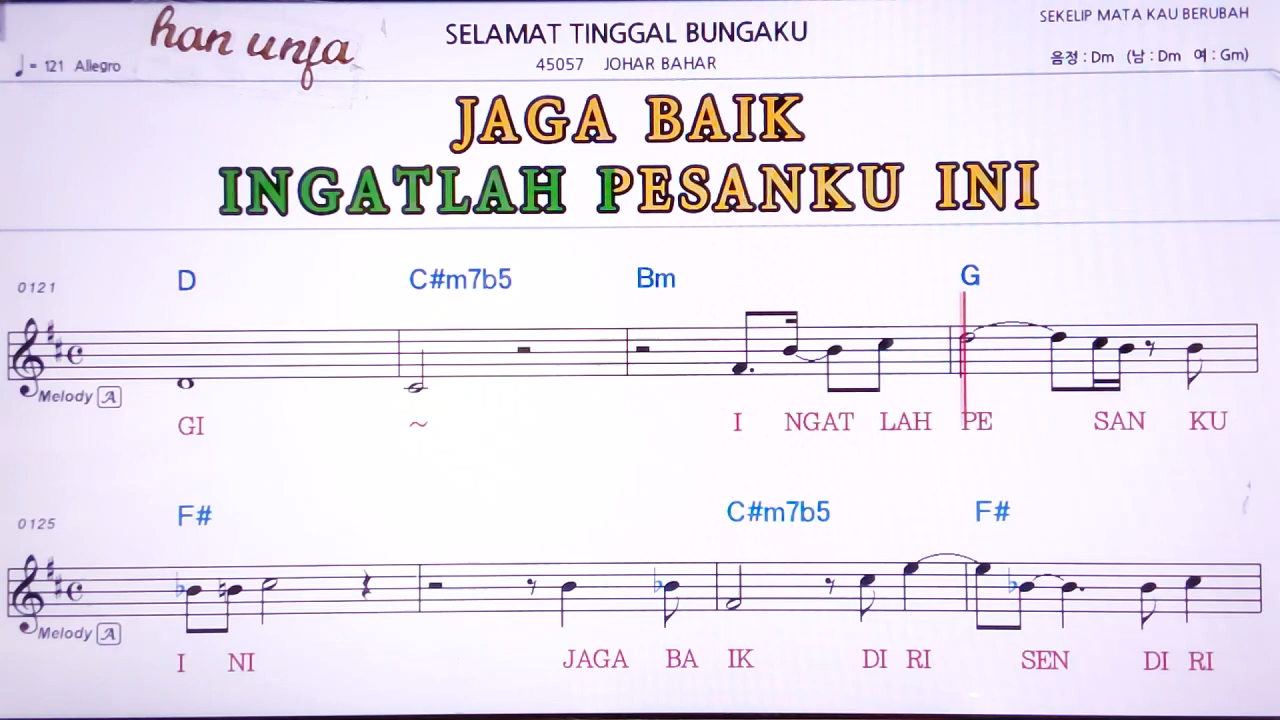 han unfa
SELAMAT TINGGAL BUNGAKU
SEKELIP MATA KAU BERUBAH
♩= 121 Allegro
45057 JOHAR BAHAR
음정 : Dm (남 : Dm 여 : Gm)
JAGA BAIK
INGATLAH PESANKU INI
0121
D C#m7b5 Bm G
Melody A
GI ~ I NGAT LAH PE SAN KU
0125
F# C#m7b5 F#
Melody A
I NI JAGA BA IK DI RI SEN DI RI